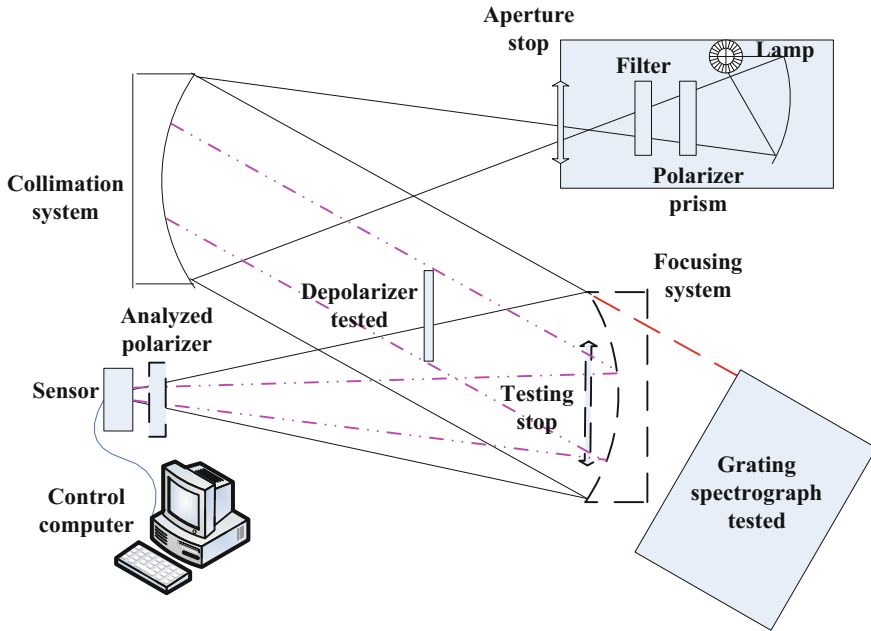 Aperture
stop
Lamp
Filter
Polarizer
prism
Collimation
system
Focusing
system
Depolarizer
tested
Analyzed
polarizer
Sensor
Testing
stop
Control
computer
Grating
spectrograph
tested